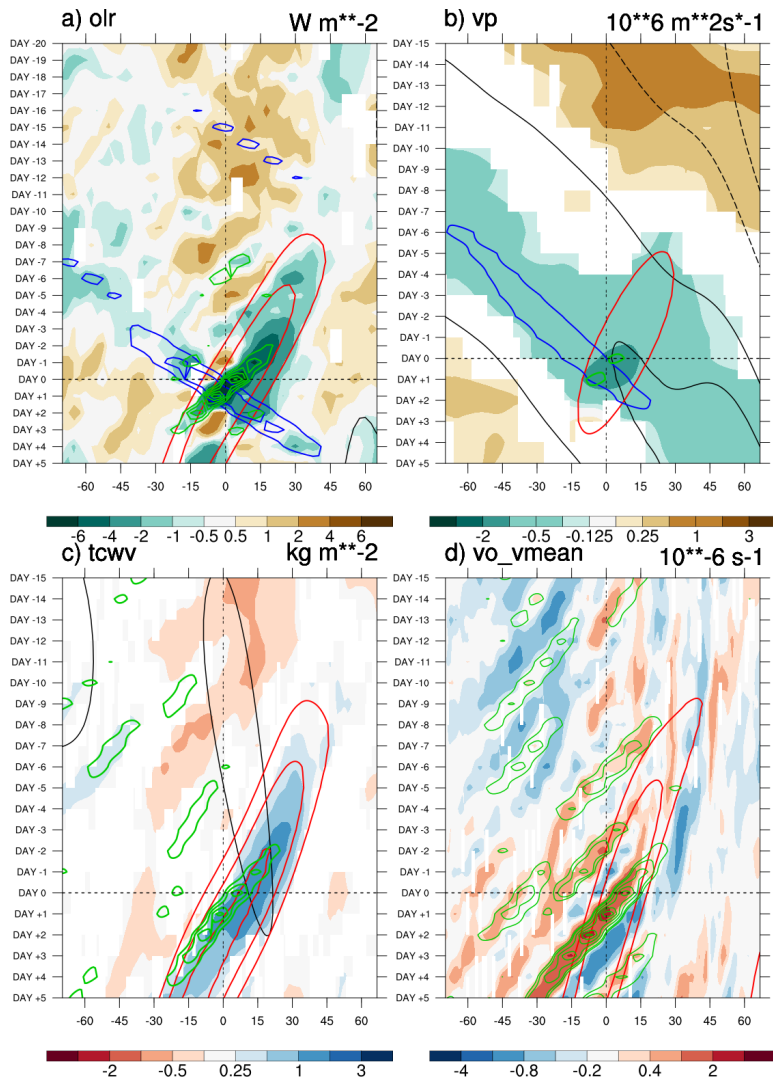 a) olr W m**-2
DAY -20
DAY -19
DAY -18
DAY -17
DAY -16
DAY -15
DAY -14
DAY -13
DAY -12
DAY -11
DAY -10
DAY -9
DAY -8
DAY -7
DAY -6
DAY -5
DAY -4
DAY -3
DAY -2
DAY -1
DAY 0
DAY +1
DAY +2
DAY +3
DAY +4
DAY +5
-60 -45 -30 -15 0 15 30 45 60
-6 -4 -2 -1 -0.5 0.5 1 2 4 6
b) vp 10**6 m**2s*-1
DAY -15
DAY -14
DAY -13
DAY -12
DAY -11
DAY -10
DAY -9
DAY -8
DAY -7
DAY -6
DAY -5
DAY -4
DAY -3
DAY -2
DAY -1
DAY 0
DAY +1
DAY +2
DAY +3
DAY +4
DAY +5
-60 -45 -30 -15 0 15 30 45 60
-2 -0.5 -0.125 0.25 1 3
c) tcwv kg m**-2
DAY -15
DAY -14
DAY -13
DAY -12
DAY -11
DAY -10
DAY -9
DAY -8
DAY -7
DAY -6
DAY -5
DAY -4
DAY -3
DAY -2
DAY -1
DAY 0
DAY +1
DAY +2
DAY +3
DAY +4
DAY +5
-60 -45 -30 -15 0 15 30 45 60
-2 -0.5 0.25 1 3
d) vo_vmean 10**-6 s-1
DAY -15
DAY -14
DAY -13
DAY -12
DAY -11
DAY -10
DAY -9
DAY -8
DAY -7
DAY -6
DAY -5
DAY -4
DAY -3
DAY -2
DAY -1
DAY 0
DAY +1
DAY +2
DAY +3
DAY +4
DAY +5
-60 -45 -30 -15 0 15 30 45 60
-4 -0.8 -0.2 0.4 2